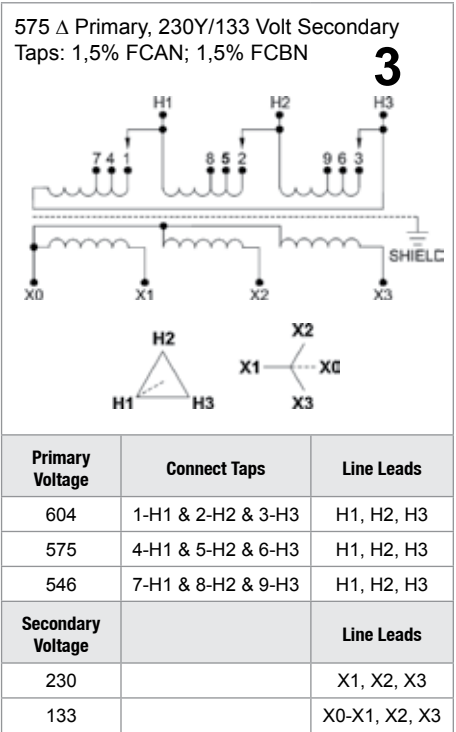 575 Δ Primary, 230Y/133 Volt Secondary
Taps: 1,5% FCAN; 1,5% FCBN
3
H1 H2 H3
7 4 1 8 5 2 9 6 3
SHIELD
X0 X1 X2 X3
H2 X2
X1 X0
H1 H3 X3
Primary Voltage Connect Taps Line Leads
604 1-H1 & 2-H2 & 3-H3 H1, H2, H3
575 4-H1 & 5-H2 & 6-H3 H1, H2, H3
546 7-H1 & 8-H2 & 9-H3 H1, H2, H3
Secondary Voltage Line Leads
230 X1, X2, X3
133 X0-X1, X2, X3